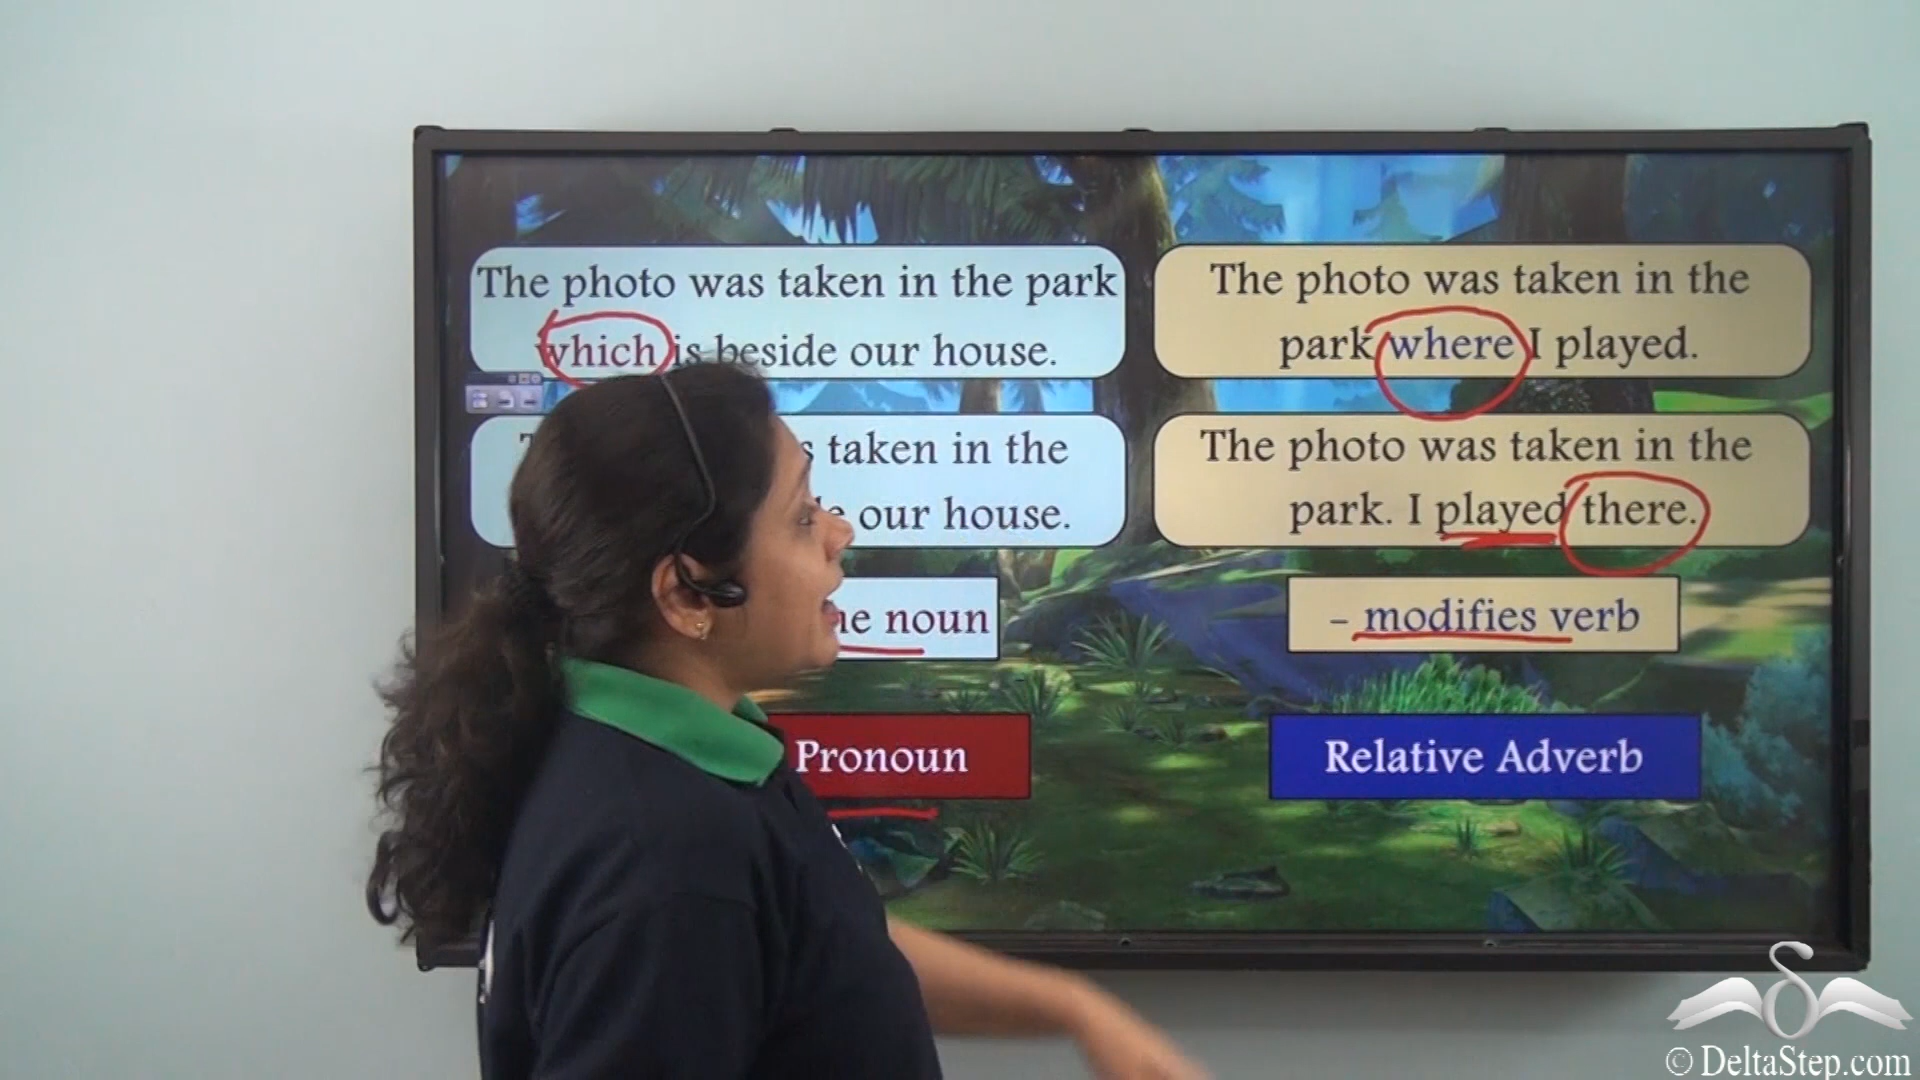 The photo was taken in the park
which is beside our house.
The photo was taken in the
park where I played.
taken in the
our house.
The photo was taken in the
park. I played there.
noun
- modifies verb
Pronoun
Relative Adverb
© DeltaStep.com